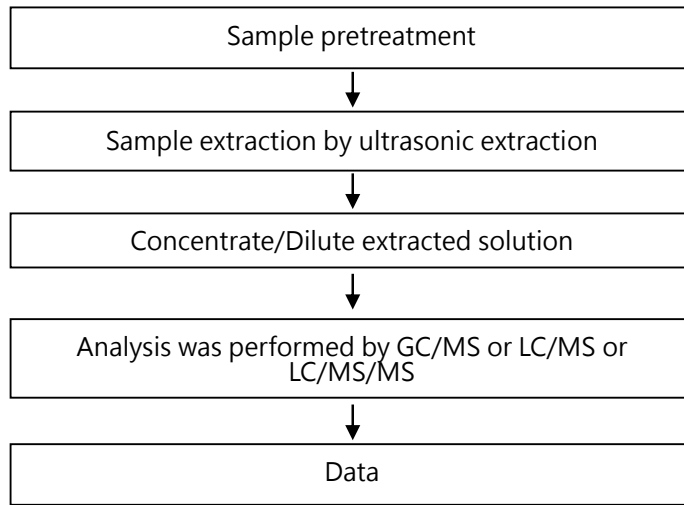 Sample pretreatment
Sample extraction by ultrasonic extraction
Concentrate/Dilute extracted solution
Analysis was performed by GC/MS or LC/MS or
LC/MS/MS
Data